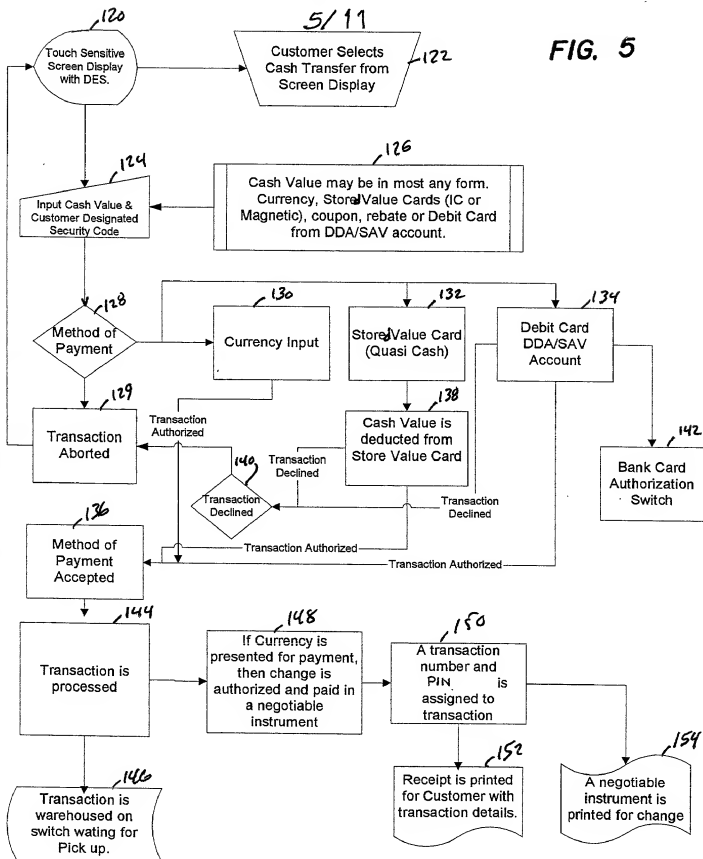 120
5/11
FIG. 5
Touch Sensitive
Screen Display
with DES.
Customer Selects
Cash Transfer from
Screen Display
122
124
126
Input Cash Value &
Customer Designated
Security Code
Cash Value may be in most any form.
Currency, Stored Value Cards (IC or
Magnetic), coupon, rebate or Debit Card
from DDA/SAV account.
128
130
132
134
Method of
Payment
Currency Input
Stored Value Card
(Quasi Cash)
Debit Card
DDA/SAV
Account
129
138
142
Transaction
Aborted
Transaction
Authorized
Cash Value is
deducted from
Store Value Card
Bank Card
Authorization
Switch
140
Transaction
Declined
Transaction
Declined
Transaction
Declined
136
Method of
Payment
Accepted
Transaction Authorized
Transaction Authorized
144
148
150
Transaction is
processed
If Currency is
presented for payment,
then change is
authorized and paid in
a negotiable
instrument
A transaction
number and
PIN is
assigned to
transaction
146
152
154
Transaction is
warehoused on
switch wating for
Pick up.
Receipt is printed
for Customer with
transaction details.
A negotiable
instrument is
printed for change